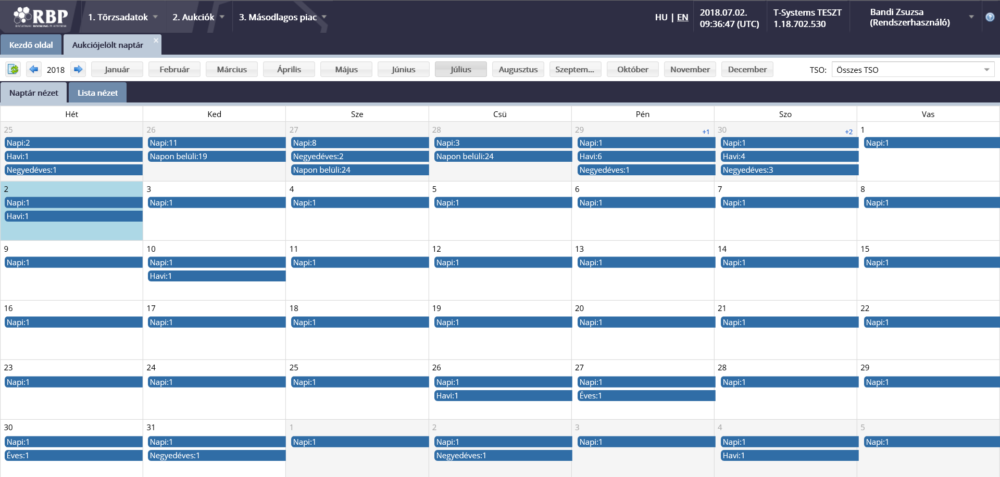 RBP
REGIONAL BOOKING PLATFORM
1. Törzsadatok
2. Aukciók
3. Másodlagos piac
HU | EN
2018.07.02.
09:36:47 (UTC)
T-Systems TESZT
1.18.702.530
Bandi Zsuzsa
(Rendszerhasználó)
?
Kezdő oldal
Aukciójelölt naptár
×
2018
Január
Február
Március
Április
Május
Június
Július
Augusztus
Szeptem...
Október
November
December
TSO:
Összes TSO
Naptár nézet
Lista nézet
Hét Ked Sze Csü Pén Szo Vas
25 26 27 28 29 +1 30 +2 1
Napi:2 Napi:11 Napi:8 Napi:3 Napi:1 Napi:1 Napi:1
Havi:1 Napon belüli:19 Negyedéves:2 Napon belüli:24 Havi:6 Havi:4
Negyedéves:1 Napon belüli:24 Negyedéves:1 Negyedéves:3
2 3 4 5 6 7 8
Napi:1 Napi:1 Napi:1 Napi:1 Napi:1 Napi:1 Napi:1
Havi:1
9 10 11 12 13 14 15
Napi:1 Napi:1 Napi:1 Napi:1 Napi:1 Napi:1 Napi:1
Havi:1
16 17 18 19 20 21 22
Napi:1 Napi:1 Napi:1 Napi:1 Napi:1 Napi:1 Napi:1
23 24 25 26 27 28 29
Napi:1 Napi:1 Napi:1 Napi:1 Napi:1 Napi:1 Napi:1
Havi:1 Éves:1
30 31 1 2 3 4 5
Napi:1 Napi:1 Napi:1 Napi:1 Napi:1 Napi:1 Napi:1
Éves:1 Negyedéves:1 Negyedéves:1 Havi:1